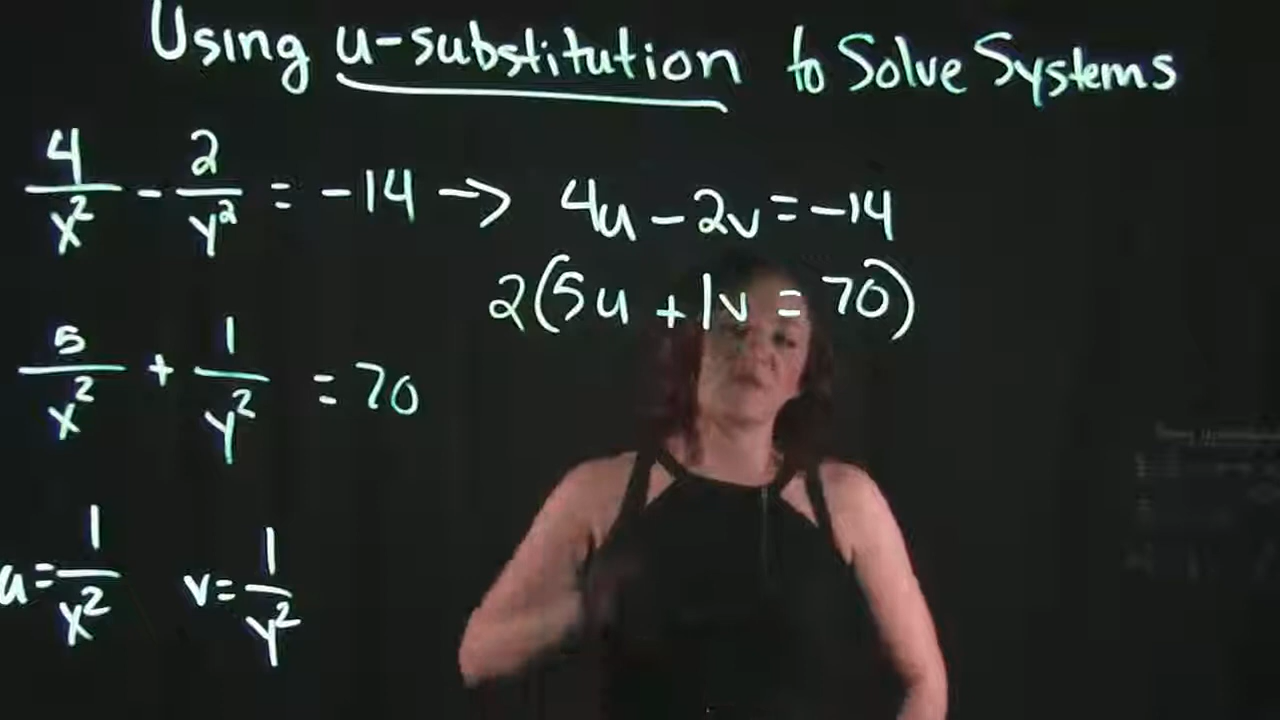 Using u-substitution to Solve Systems
4/x² - 2/y² = -14 → 4u - 2v = -14
2(5u + 1v = 70)
5/x² + 1/y² = 70
u = 1/x² v = 1/y²